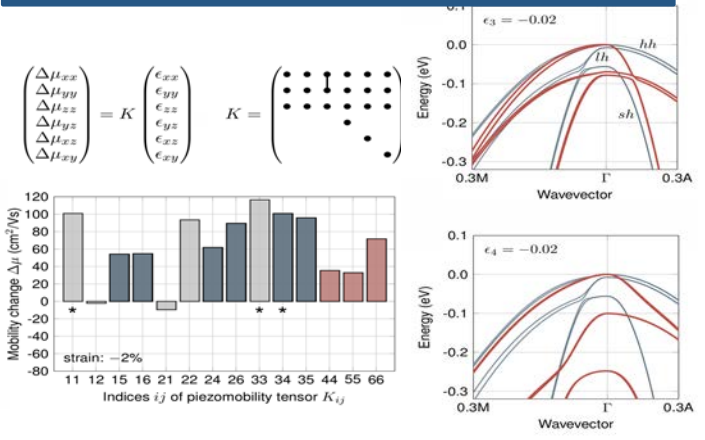 Δμxx
Δμyy
Δμzz
Δμyz
Δμxz
Δμxy
= K
ϵxx
ϵyy
ϵzz
ϵyz
ϵxz
ϵxy
K =
Mobility change Δμ (cm²/Vs)
120
100
80
60
40
20
0
-20
-40
-60
-80
* * *
strain: −2%
11 12 15 16 21 22 24 26 33 34 35 44 55 66
Indices ij of piezomobility tensor Kij
Energy (eV)
0.1
0.0
-0.1
-0.2
-0.3
ϵ3 = −0.02
hh
lh
sh
0.3M Γ 0.3A
Wavevector
Energy (eV)
0.1
0.0
-0.1
-0.2
-0.3
ϵ4 = −0.02
0.3M Γ 0.3A
Wavevector